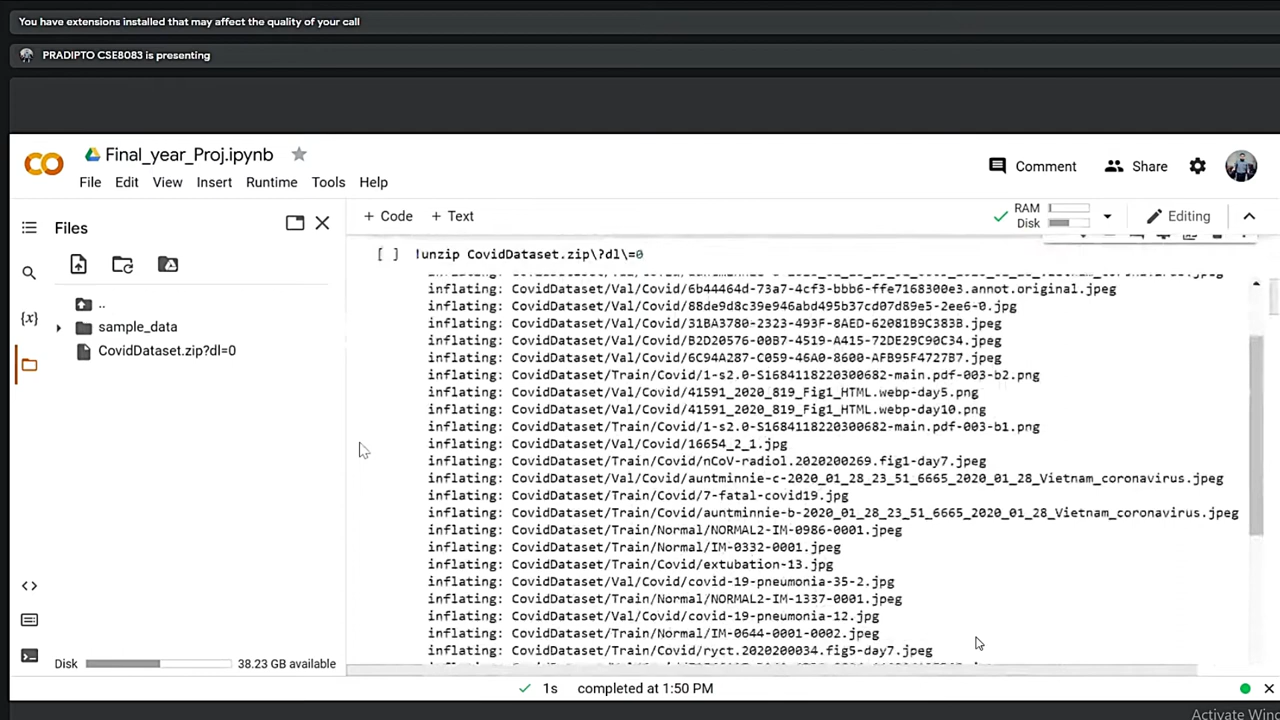 You have extensions installed that may affect the quality of your call
PRADIPTO CSE8083 is presenting
Final_year_Proj.ipynb
Comment
Share
File Edit View Insert Runtime Tools Help
Files
+ Code + Text
RAM
Disk
Editing
..
sample_data
CovidDataset.zip?dl=0
[ ] !unzip CovidDataset.zip\?dl\=0
inflating: CovidDataset/Val/Covid/6b44464d-73a7-4cf3-bbb6-ffe7168300e3.annot.original.jpeg
inflating: CovidDataset/Val/Covid/88de9d8c39e946abd495b37cd07d89e5-2ee6-0.jpg
inflating: CovidDataset/Val/Covid/31BA3780-2323-493F-8AED-62081B9C383B.jpeg
inflating: CovidDataset/Val/Covid/B2D20576-00B7-4519-A415-72DE29C90C34.jpeg
inflating: CovidDataset/Val/Covid/6C94A287-C059-46A0-8600-AFB95F4727B7.jpeg
inflating: CovidDataset/Train/Covid/1-s2.0-S1684118220300682-main.pdf-003-b2.png
inflating: CovidDataset/Val/Covid/41591_2020_819_Fig1_HTML.webp-day5.png
inflating: CovidDataset/Val/Covid/41591_2020_819_Fig1_HTML.webp-day10.png
inflating: CovidDataset/Train/Covid/1-s2.0-S1684118220300682-main.pdf-003-b1.png
inflating: CovidDataset/Val/Covid/16654_2_1.jpg
inflating: CovidDataset/Train/Covid/nCoV-radiol.2020200269.fig1-day7.jpeg
inflating: CovidDataset/Val/Covid/auntminnie-c-2020_01_28_23_51_6665_2020_01_28_Vietnam_coronavirus.jpeg
inflating: CovidDataset/Train/Covid/7-fatal-covid19.jpg
inflating: CovidDataset/Train/Covid/auntminnie-b-2020_01_28_23_51_6665_2020_01_28_Vietnam_coronavirus.jpeg
inflating: CovidDataset/Train/Normal/NORMAL2-IM-0986-0001.jpeg
inflating: CovidDataset/Train/Normal/IM-0332-0001.jpeg
inflating: CovidDataset/Train/Covid/extubation-13.jpg
inflating: CovidDataset/Val/Covid/covid-19-pneumonia-35-2.jpg
inflating: CovidDataset/Train/Normal/NORMAL2-IM-1337-0001.jpeg
inflating: CovidDataset/Val/Covid/covid-19-pneumonia-12.jpg
inflating: CovidDataset/Train/Normal/IM-0644-0001-0002.jpeg
inflating: CovidDataset/Train/Covid/ryct.2020200034.fig5-day7.jpeg
Disk 38.23 GB available
1s completed at 1:50 PM
Activate